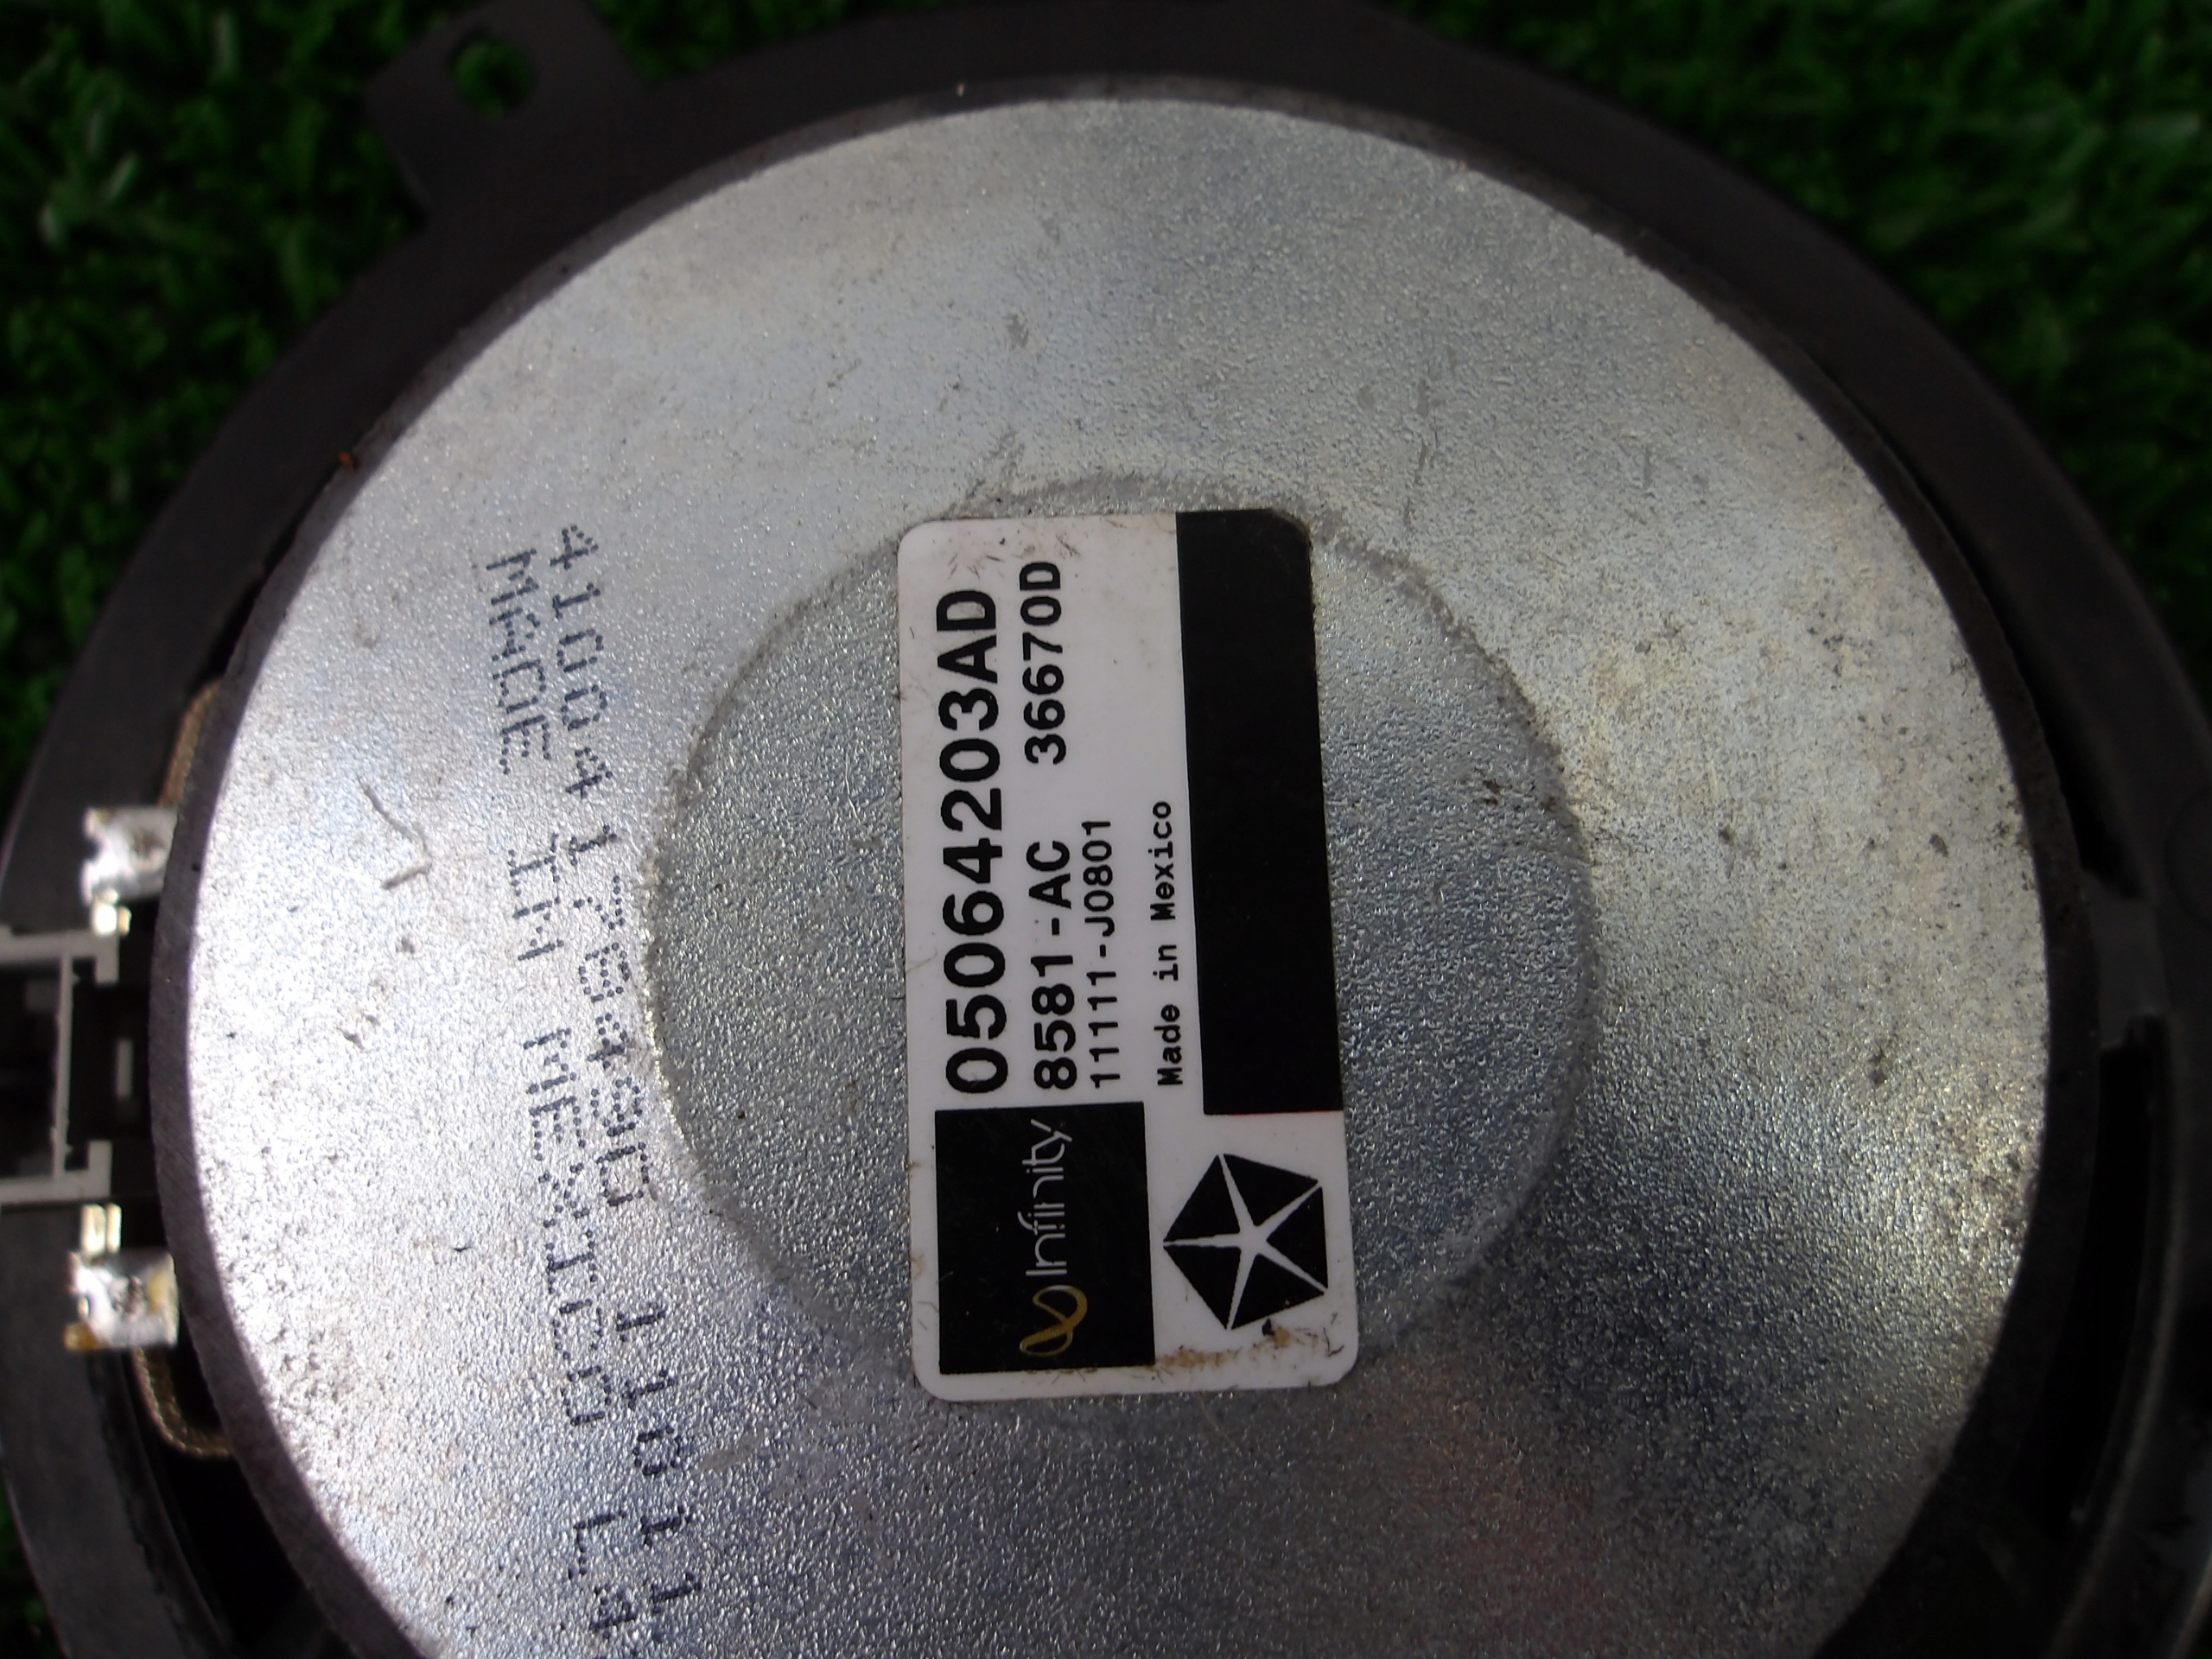 05064203AD
8581-AC 36670D
11111-J0801
Made in Mexico
Infinity
MADE IN MEXICO